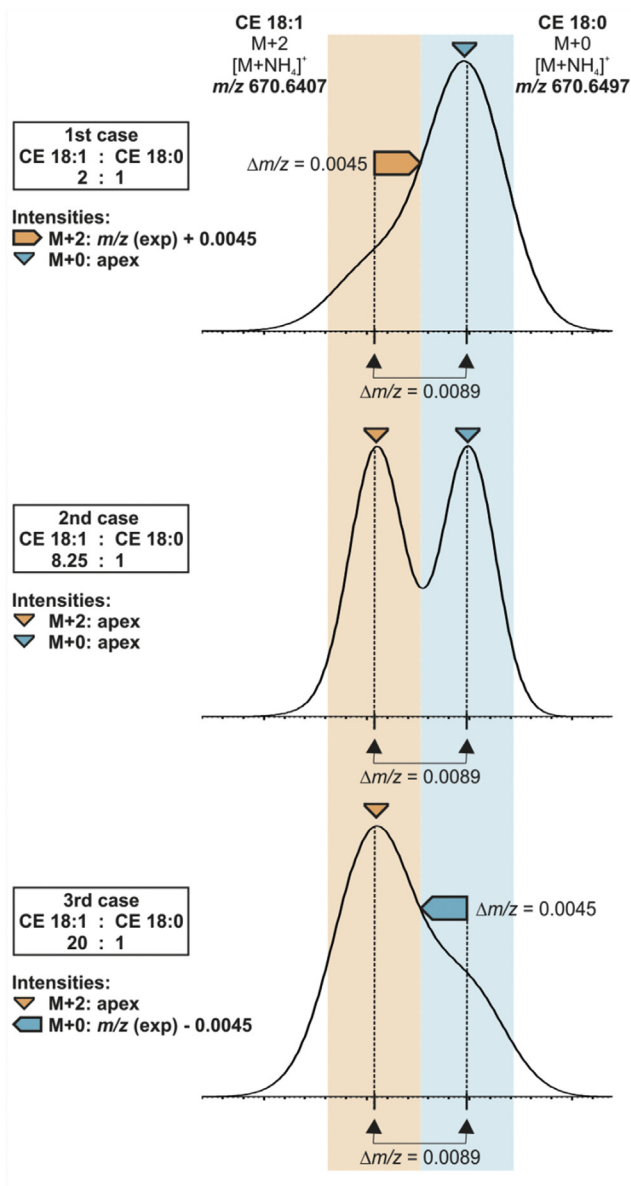 CE 18:1
M+2
[M+NH₄]⁺
m/z 670.6407
CE 18:0
M+0
[M+NH₄]⁺
m/z 670.6497
1st case
CE 18:1 : CE 18:0
2 : 1
Δm/z = 0.0045
Intensities:
M+2: m/z (exp) + 0.0045
M+0: apex
Δm/z = 0.0089
2nd case
CE 18:1 : CE 18:0
8.25 : 1
Intensities:
M+2: apex
M+0: apex
Δm/z = 0.0089
3rd case
CE 18:1 : CE 18:0
20 : 1
Δm/z = 0.0045
Intensities:
M+2: apex
M+0: m/z (exp) - 0.0045
Δm/z = 0.0089